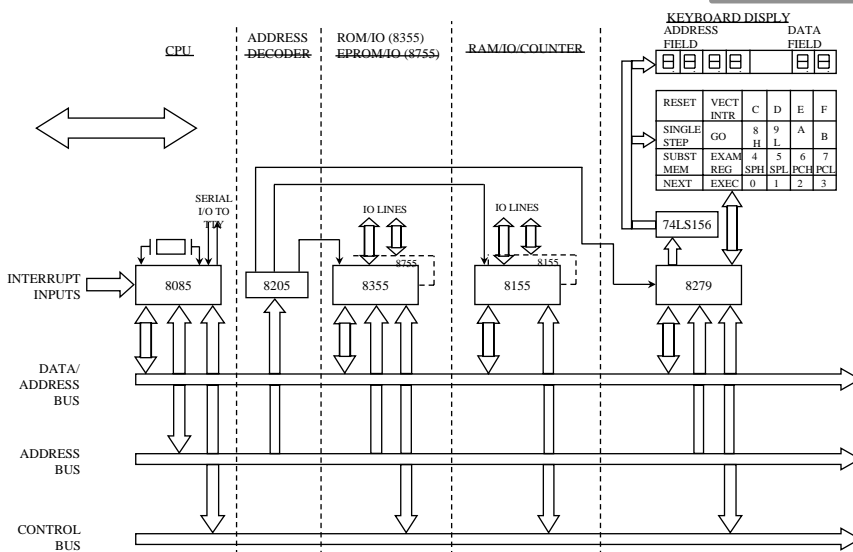 KEYBOARD DISPLY
ADDRESS FIELD
DATA FIELD
CPU
ADDRESS DECODER
ROM/IO (8355)
EPROM/IO (8755)
RAM/IO/COUNTER
RESET VECT INTR C D E F
SINGLE STEP GO 8 H 9 L A B
SUBST MEM EXAM REG 4 SPH 5 SPL 6 PCH 7 PCL
NEXT EXEC 0 1 2 3
SERIAL
I/O TO
TTY
IO LINES
IO LINES
74LS156
8755
8155
INTERRUPT
INPUTS
8085
8205
8355
8155
8279
DATA/
ADDRESS
BUS
ADDRESS
BUS
CONTROL
BUS